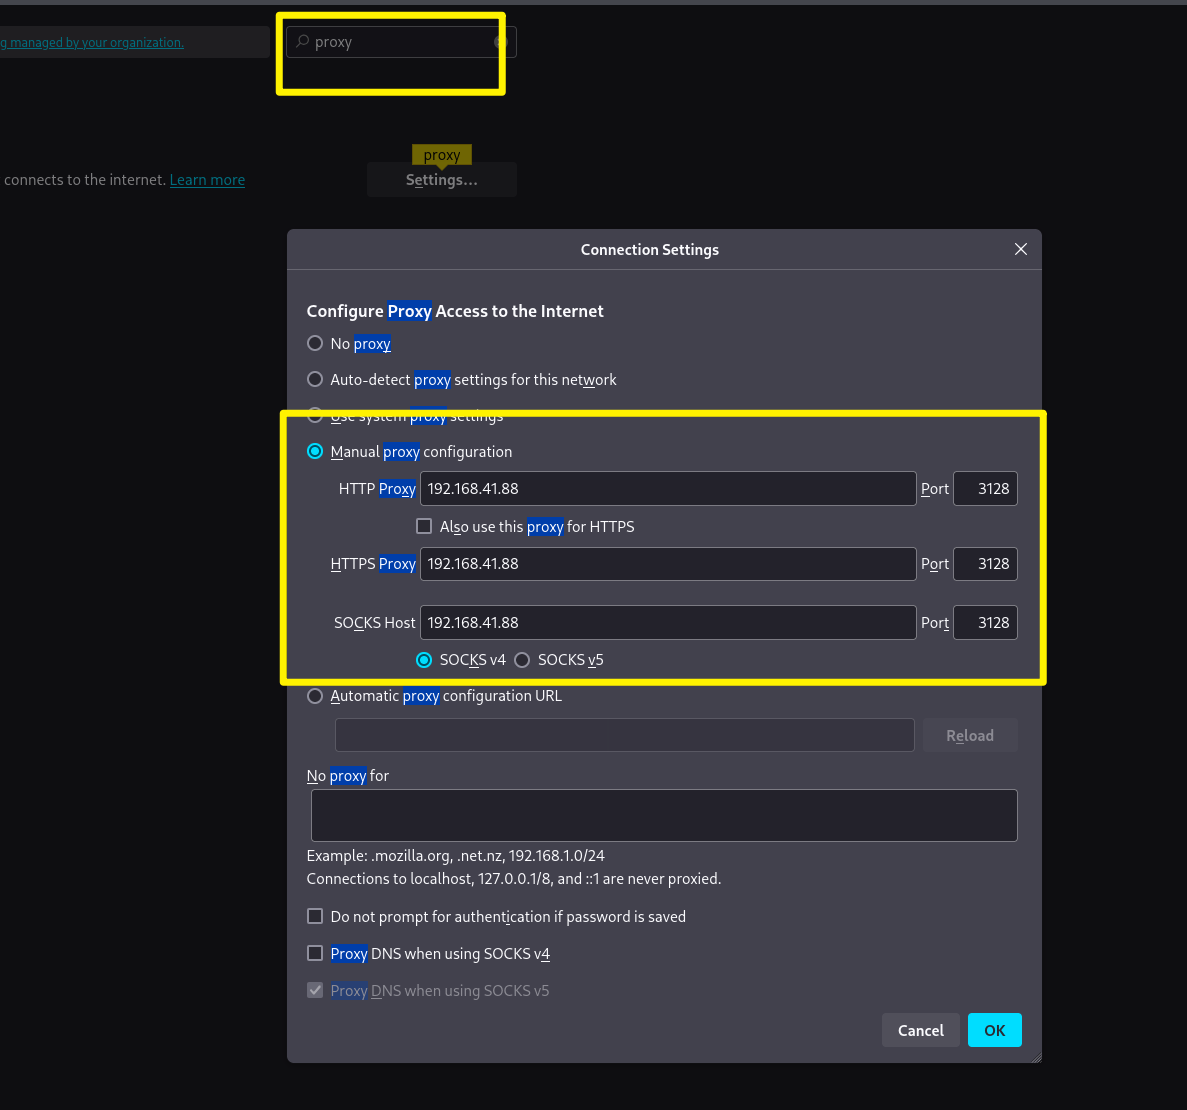 g managed by your organization.
proxy
proxy
connects to the internet. Learn more
Settings...
Connection Settings
Configure Proxy Access to the Internet
No proxy
Auto-detect proxy settings for this network
Use system proxy settings
Manual proxy configuration
HTTP Proxy 192.168.41.88 Port 3128
Also use this proxy for HTTPS
HTTPS Proxy 192.168.41.88 Port 3128
SOCKS Host 192.168.41.88 Port 3128
SOCKS v4 SOCKS v5
Automatic proxy configuration URL
Reload
No proxy for
Example: .mozilla.org, .net.nz, 192.168.1.0/24
Connections to localhost, 127.0.0.1/8, and ::1 are never proxied.
Do not prompt for authentication if password is saved
Proxy DNS when using SOCKS v4
Proxy DNS when using SOCKS v5
Cancel OK